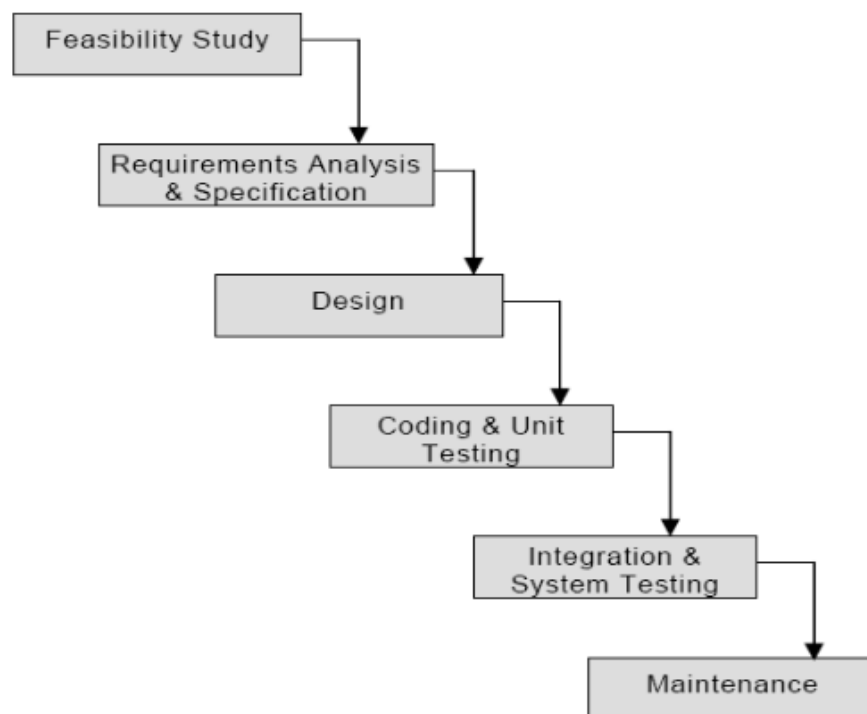 Feasibility Study
Requirements Analysis
& Specification
Design
Coding & Unit
Testing
Integration &
System Testing
Maintenance